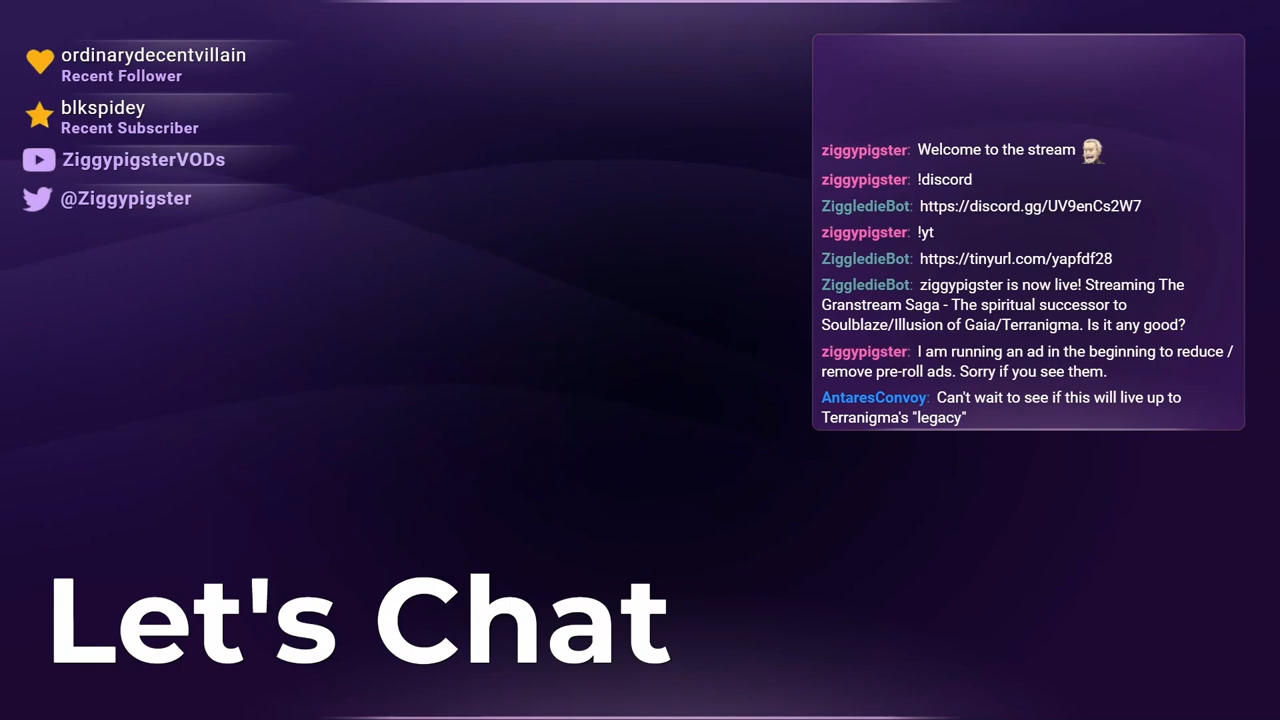 ordinarydecentvillain
Recent Follower
blkspidey
Recent Subscriber
ZiggypigsterVODs
@Ziggypigster
ziggypigster: Welcome to the stream
ziggypigster: !discord
ZiggledieBot: https://discord.gg/UV9enCs2W7
ziggypigster: !yt
ZiggledieBot: https://tinyurl.com/yapfdf28
ZiggledieBot: ziggypigster is now live! Streaming The
Granstream Saga - The spiritual successor to
Soulblaze/Illusion of Gaia/Terranigma. Is it any good?
ziggypigster: I am running an ad in the beginning to reduce /
remove pre-roll ads. Sorry if you see them.
AntaresConvoy: Can't wait to see if this will live up to
Terranigma's "legacy"
Let's Chat